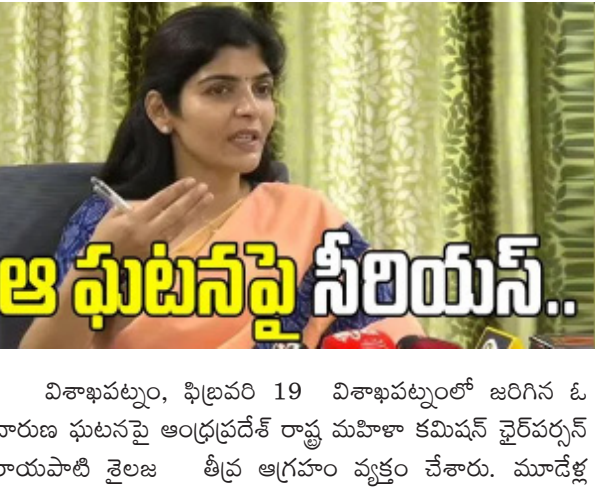 ఆ ఘటనపై సీరియస్..
విశాఖపట్నం, ఫిబ్రవరి 19 విశాఖపట్నంలో జరిగిన ఓ
దారుణ ఘటనపై ఆంధ్రప్రదేశ్ రాష్ట్ర మహిళా కమిషన్ ఛైర్‌పర్సన్
రాయపాటి శైలజ తీవ్ర ఆగ్రహం వ్యక్తం చేశారు. మూడేళ్ల